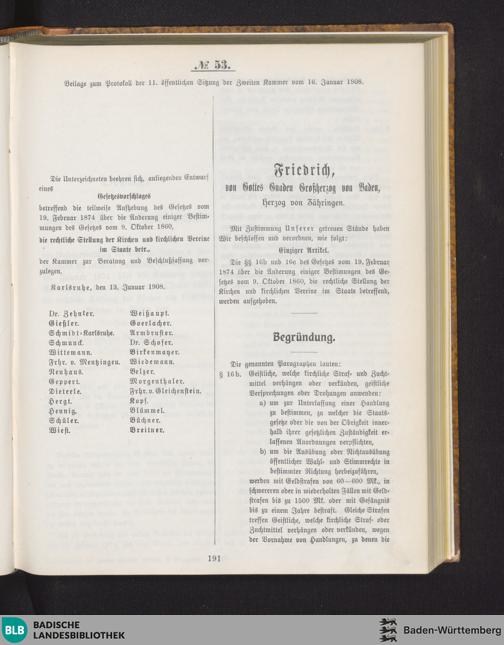 № 53.
Beilage zum Protokoll der 11. öffentlichen Sitzung der Zweiten Kammer vom 16. Januar 1908.
Die Unterzeichneten beehren sich, anliegenden Entwurf
eines
Gesetzesvorschlages
betreffend die teilweise Aufhebung des Gesetzes vom
19. Februar 1874 über die Änderung einiger Bestim-
mungen des Gesetzes vom 9. Oktober 1860,
die rechtliche Stellung der Kirchen und kirchlichen Vereine
im Staate betr.,
der Kammer zur Beratung und Beschlußfassung vor-
zulegen.
Karlsruhe, den 13. Januar 1908.
Dr. Zehnter. Weißhaupt.
Gießler. Goerlacher.
Schmidt-Karlsruhe. Armbruster.
Schmunck. Dr. Schofer.
Wittemann. Birkenmayer.
Frhr. v. Mentzingen. Wiedemann.
Neuhaus. Belzer.
Geppert. Morgenthaler.
Dieterle. Frhr. v. Gleichenstein.
Hergt. Kopf.
Hennig. Blümmel.
Schüler. Büchner.
Wiest. Breitner.
Friedrich,
von Gottes Gnaden Großherzog von Baden,
Herzog von Zähringen.
Mit Zustimmung Unserer getreuen Stände haben
Wir beschlossen und verordnen, wie folgt:
Einziger Artikel.
Die §§ 16b und 16c des Gesetzes vom 19. Februar
1874 über die Änderung einiger Bestimmungen des Ge-
setzes vom 9. Oktober 1860, die rechtliche Stellung der
Kirchen und kirchlichen Vereine im Staate betreffend,
werden aufgehoben.
Begründung.
Die genannten Paragraphen lauten:
§ 16b. Geistliche, welche kirchliche Straf- und Zucht-
mittel verhängen oder verkünden, geistliche
Versprechungen oder Drohungen anwenden:
a) um zur Unterlassung einer Handlung
zu bestimmen, zu welcher die Staats-
gesetze oder die von der Obrigkeit inner-
halb ihrer gesetzlichen Zuständigkeit er-
lassenen Anordnungen verpflichten,
b) um die Ausübung oder Nichtausübung
öffentlicher Wahl- und Stimmrechte in
bestimmter Richtung herbeizuführen,
werden mit Geldstrafen von 60—600 Mk., in
schwereren oder in wiederholten Fällen mit Geld-
strafen bis zu 1500 Mk. oder mit Gefängnis
bis zu einem Jahre bestraft. Gleiche Strafen
treffen Geistliche, welche kirchliche Straf- oder
Zuchtmittel verhängen oder verkünden, wegen
der Vornahme von Handlungen, zu denen die
191
BLB
BADISCHE
LANDESBIBLIOTHEK
Baden-Württemberg